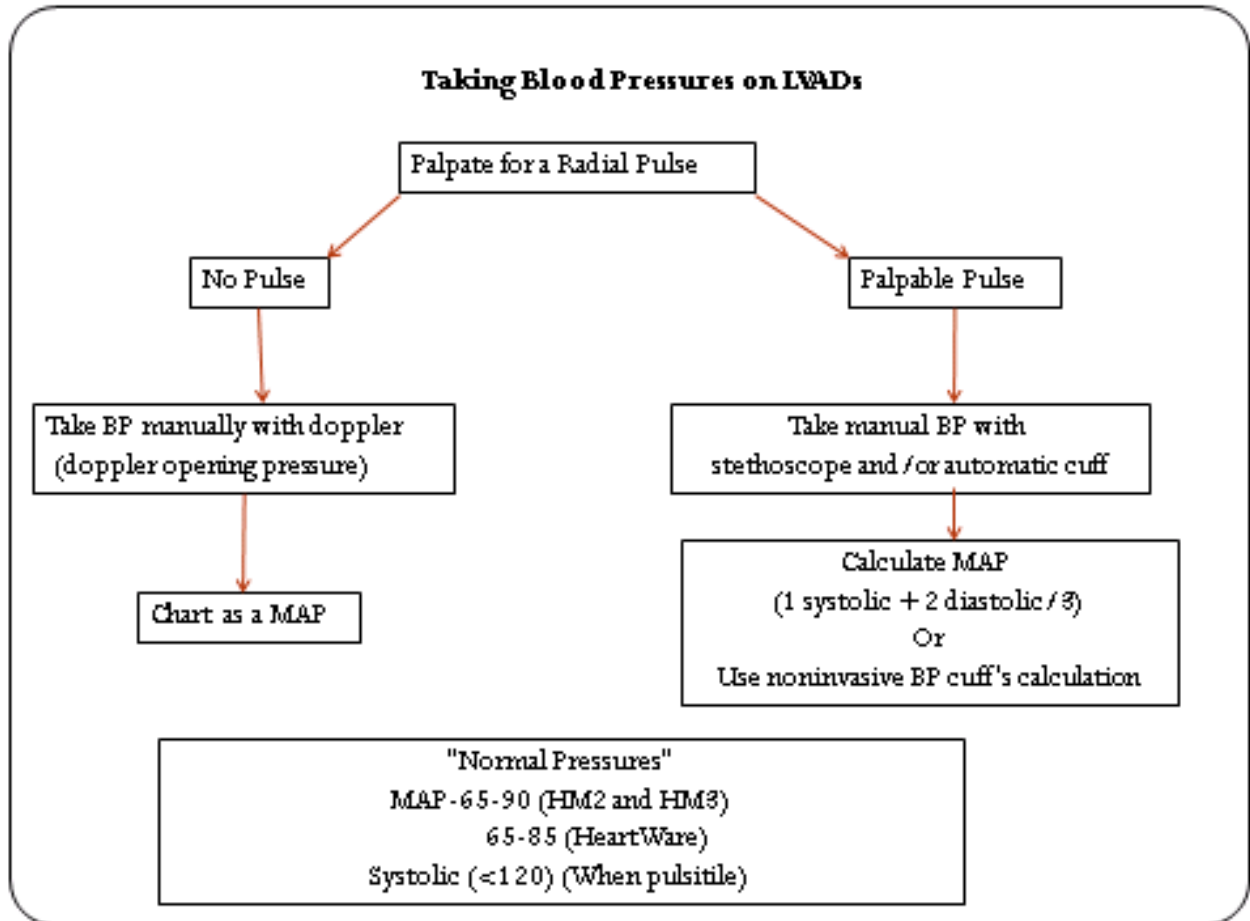 Taking Blood Pressures on LVADs
Palpate for a Radial Pulse
No Pulse
Palpable Pulse
Take BP manually with doppler
(doppler opening pressure)
Take manual BP with
stethoscope and /or automatic cuff
Chart as a MAP
Calculate MAP
(1 systolic + 2 diastolic / 3)
Or
Use noninvasive BP cuff's calculation
"Normal Pressures"
MAP-65-90 (HM2 and HM3)
65-85 (HeartWare)
Systolic (<120) (When pulsitile)